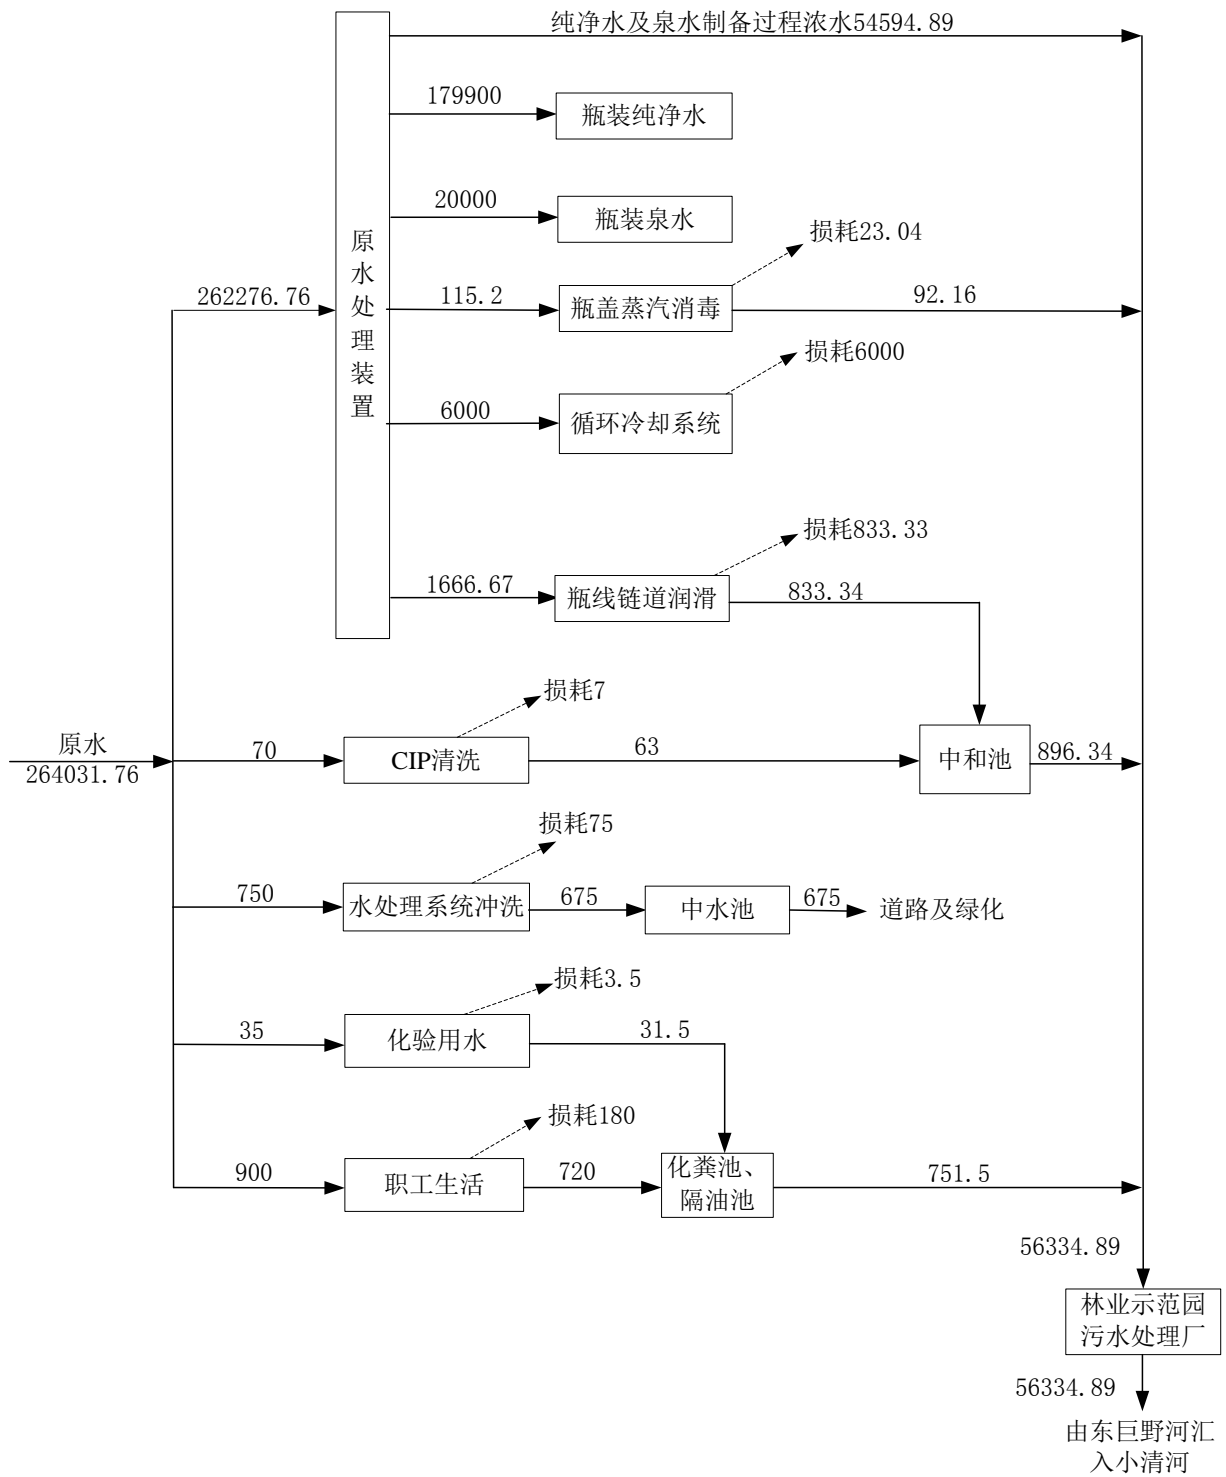 纯净水及泉水制备过程浓水54594.89
179900
瓶装纯净水
20000
瓶装泉水
损耗23.04
原水处理装置
262276.76
115.2
瓶盖蒸汽消毒
92.16
损耗6000
6000
循环冷却系统
损耗833.33
1666.67
瓶线链道润滑
833.34
损耗7
原水
264031.76
70
CIP清洗
63
中和池
896.34
损耗75
750
水处理系统冲洗
675
中水池
675
道路及绿化
损耗3.5
35
化验用水
31.5
损耗180
900
职工生活
720
化粪池、
隔油池
751.5
56334.89
林业示范园
污水处理厂
56334.89
由东巨野河汇
入小清河